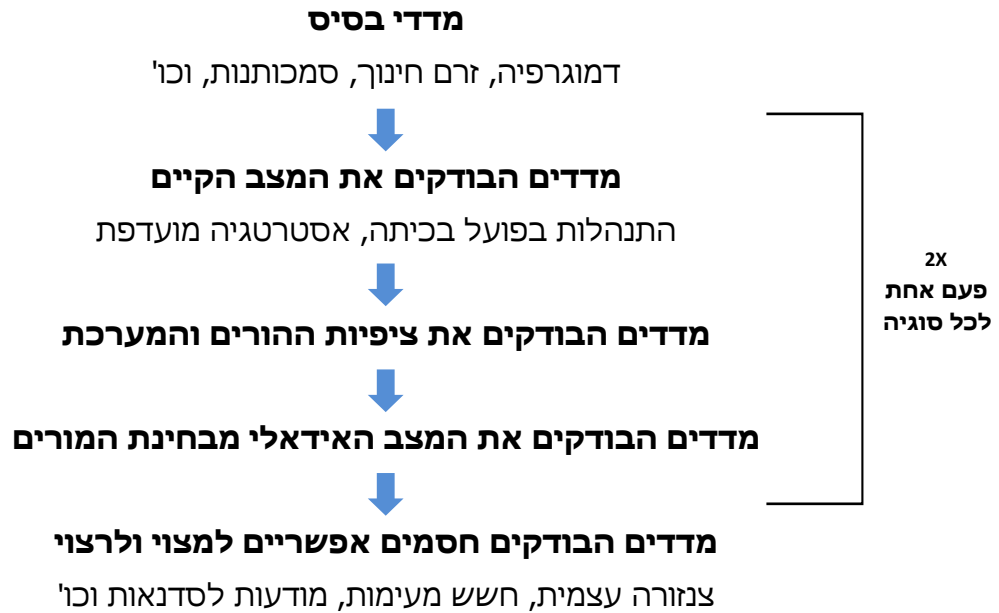 מדדי בסיס
דמוגרפיה, זרם חינוך, סמכותנות, וכו'
מדדים הבודקים את המצב הקיים
התנהלות בפועל בכיתה, אסטרטגיה מועדפת
מדדים הבודקים את ציפיות ההורים והמערכת
מדדים הבודקים את המצב האידאלי מבחינת המורים
מדדים הבודקים חסמים אפשריים למצוי ולרצוי
צנזורה עצמית, חשש מעימות, מודעות לסדנאות וכו'
2X
פעם אחת
לכל סוגיה